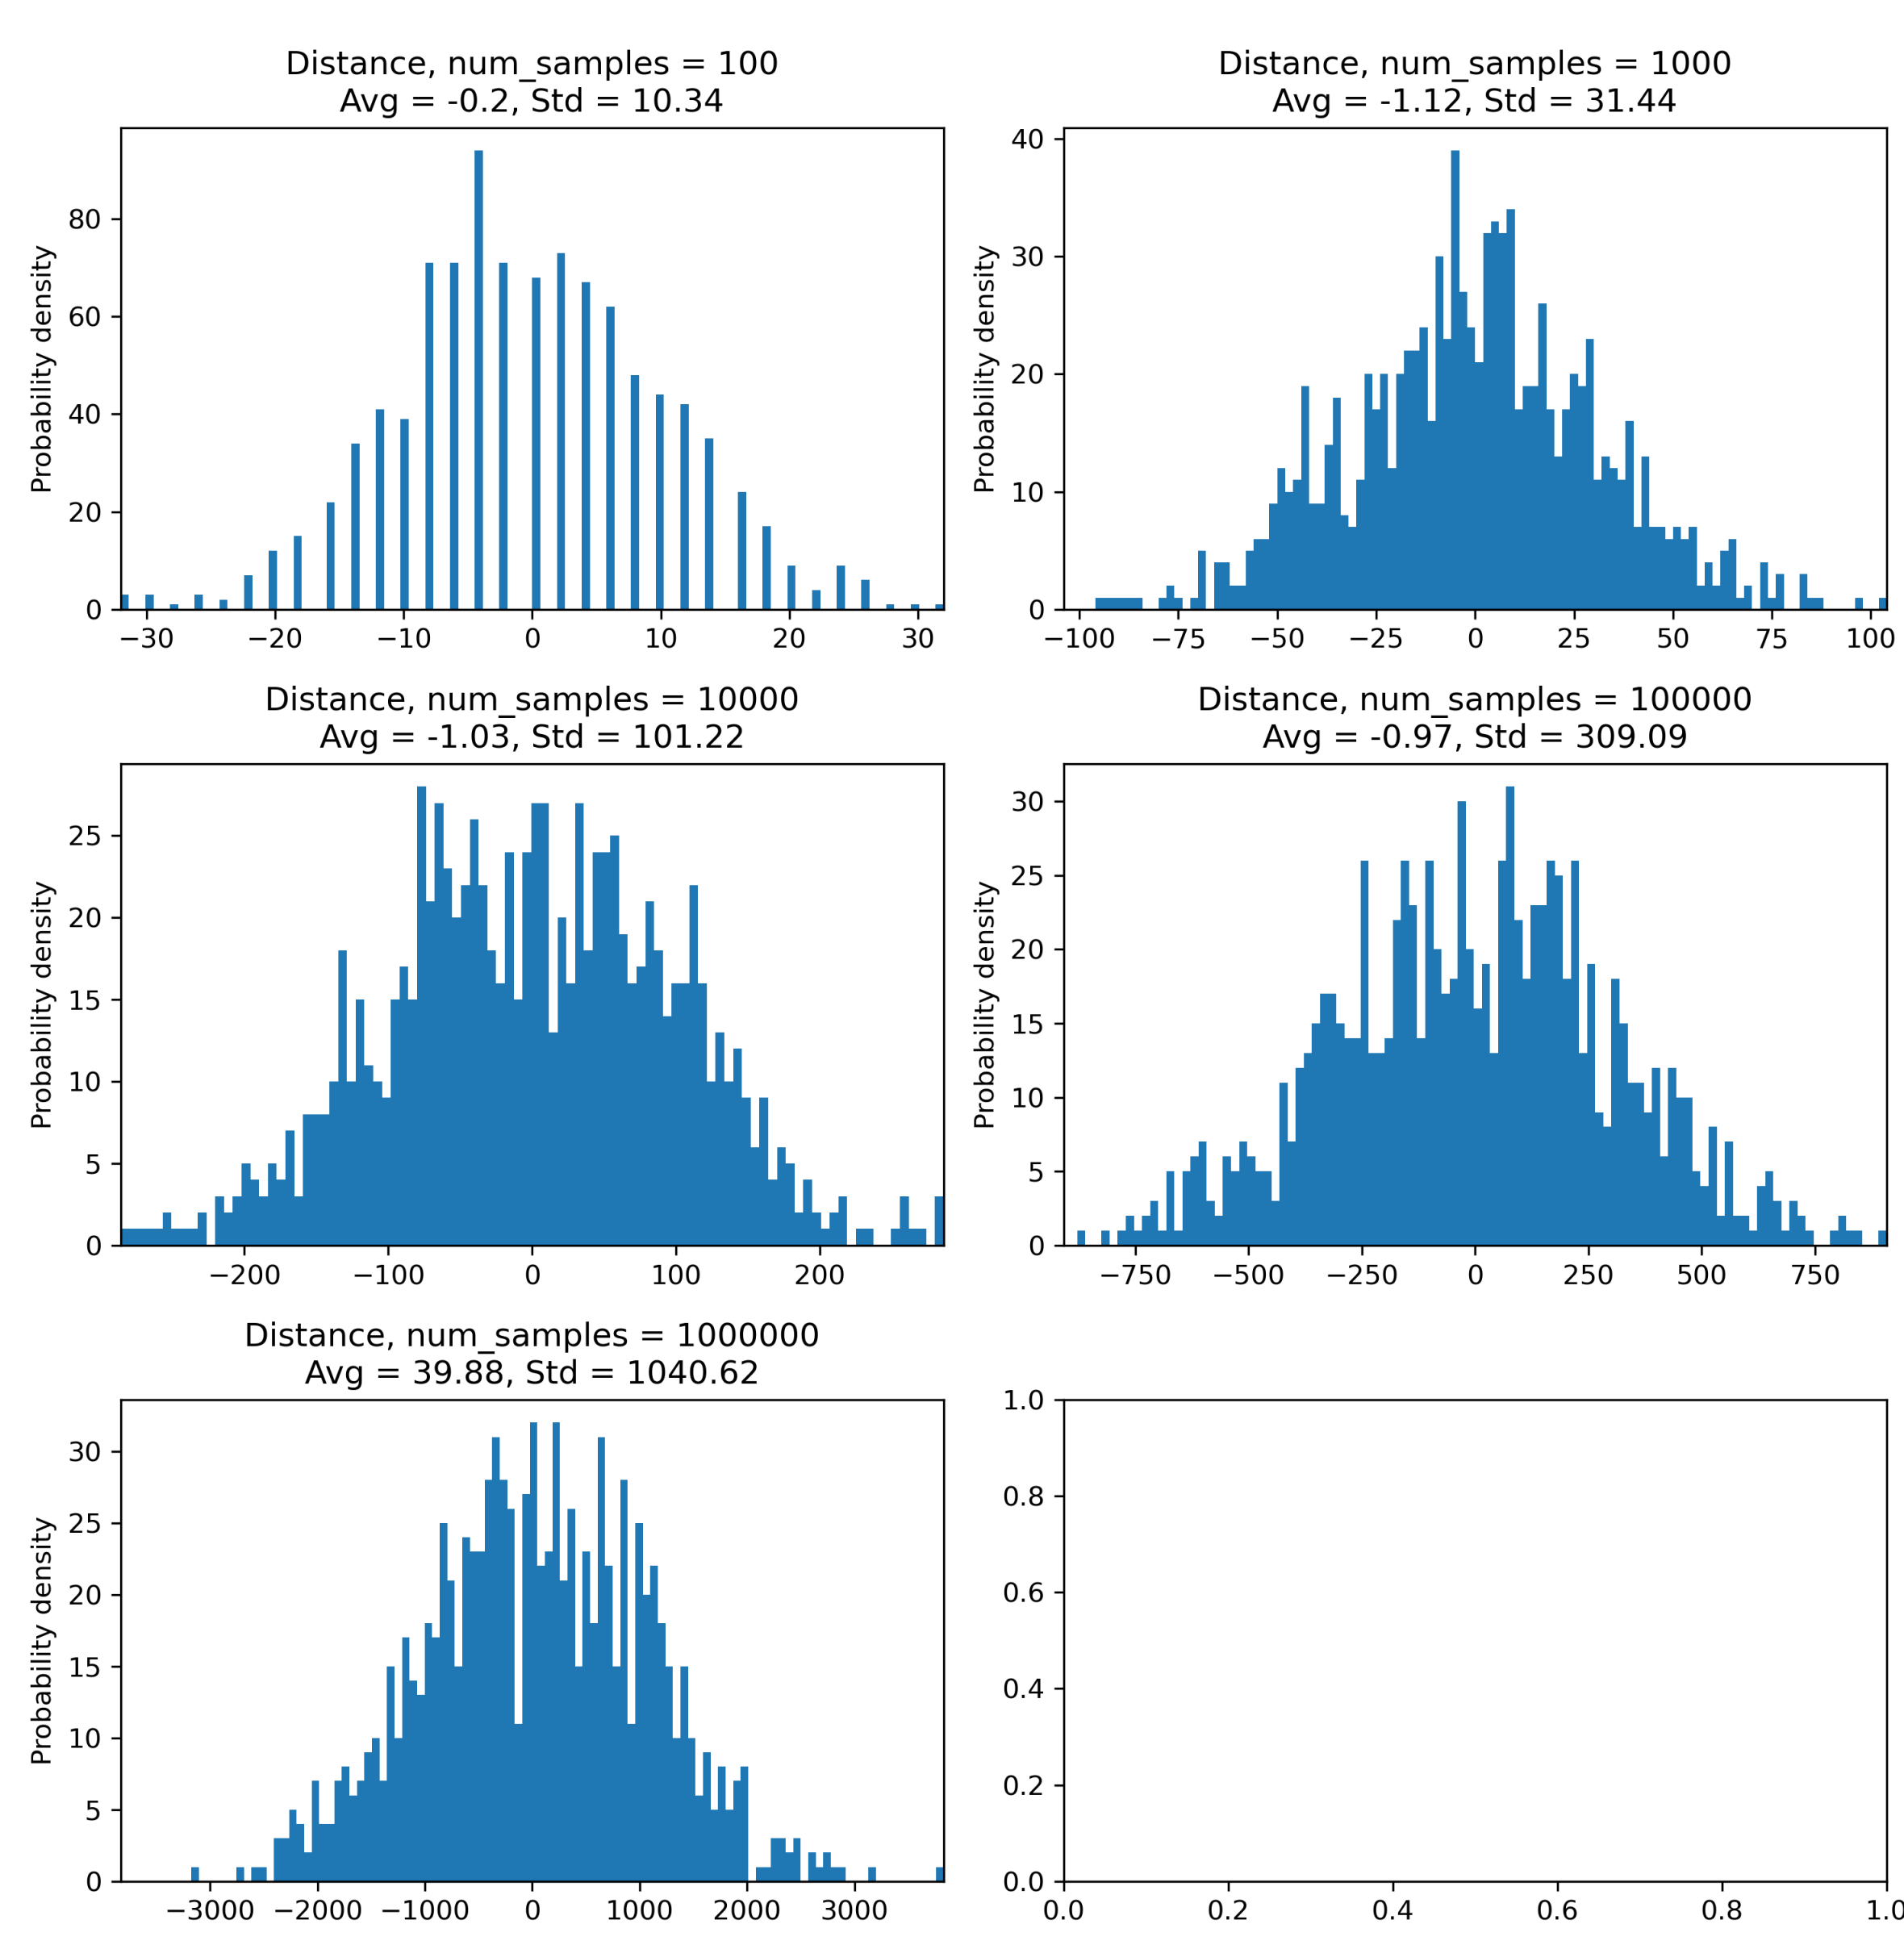 Distance, num_samples = 100
Avg = -0.2, Std = 10.34
Probability density
80
60
40
20
0
−30 −20 −10 0 10 20 30
Distance, num_samples = 1000
Avg = -1.12, Std = 31.44
Probability density
40
30
20
10
0
−100 −75 −50 −25 0 25 50 75 100
Distance, num_samples = 10000
Avg = -1.03, Std = 101.22
Probability density
25
20
15
10
5
0
−200 −100 0 100 200
Distance, num_samples = 100000
Avg = -0.97, Std = 309.09
Probability density
30
25
20
15
10
5
0
−750 −500 −250 0 250 500 750
Distance, num_samples = 1000000
Avg = 39.88, Std = 1040.62
Probability density
30
25
20
15
10
5
0
−3000 −2000 −1000 0 1000 2000 3000
1.0
0.8
0.6
0.4
0.2
0.0
0.0 0.2 0.4 0.6 0.8 1.0